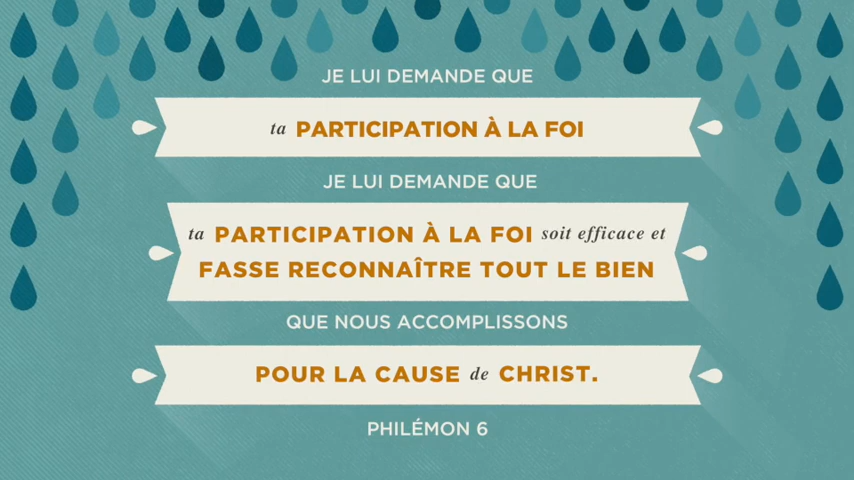 JE LUI DEMANDE QUE
ta PARTICIPATION À LA FOI
JE LUI DEMANDE QUE
ta PARTICIPATION À LA FOI soit efficace et
FASSE RECONNAÎTRE TOUT LE BIEN
QUE NOUS ACCOMPLISSONS
POUR LA CAUSE de CHRIST.
PHILÉMON 6